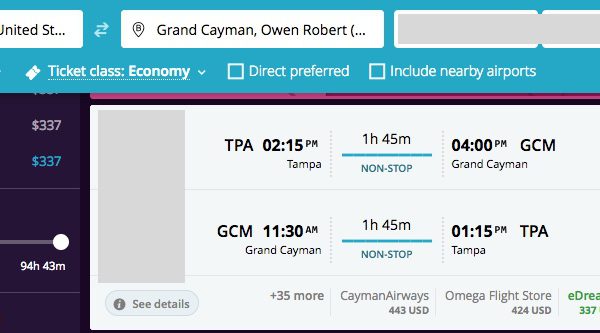 United St...
B Grand Cayman, Owen Robert (...
Ticket class: Economy
Direct preferred
Include nearby airports
$337
$337
$337
94h 43m
TPA 02:15 PM
1h 45m
04:00 PM GCM
Tampa
NON-STOP
Grand Cayman
GCM 11:30 AM
1h 45m
01:15 PM TPA
Grand Cayman
NON-STOP
Tampa
i See details
+35 more
CaymanAirways
443 USD
Omega Flight Store
424 USD
eDrea
337